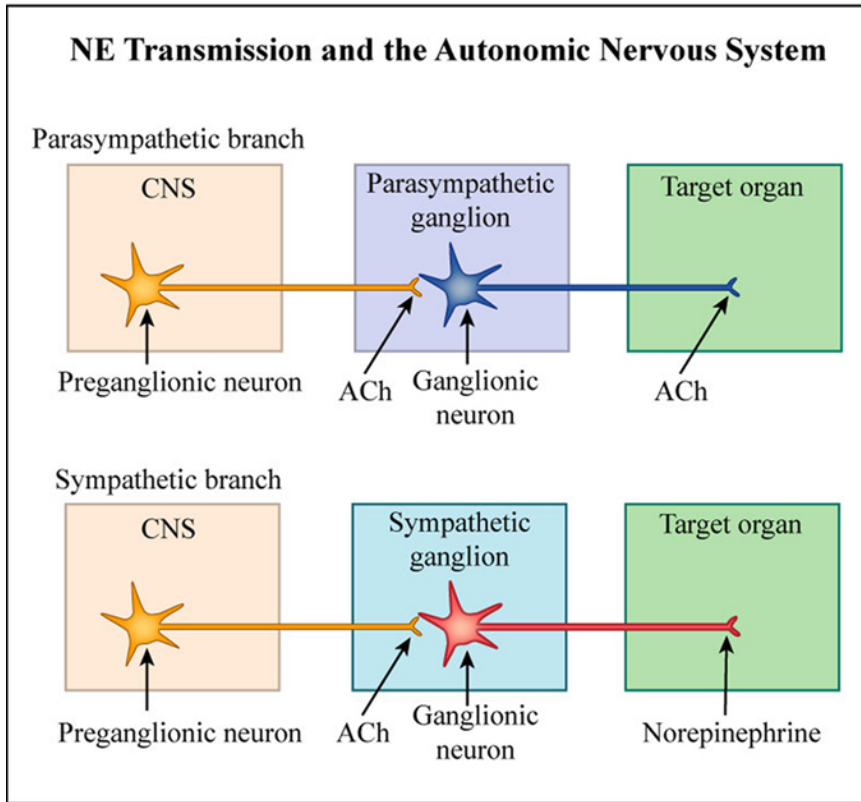 NE Transmission and the Autonomic Nervous System
Parasympathetic branch
CNS
Parasympathetic
ganglion
Target organ
Preganglionic neuron
ACh
Ganglionic
neuron
ACh
Sympathetic branch
CNS
Sympathetic
ganglion
Target organ
Preganglionic neuron
ACh
Ganglionic
neuron
Norepinephrine